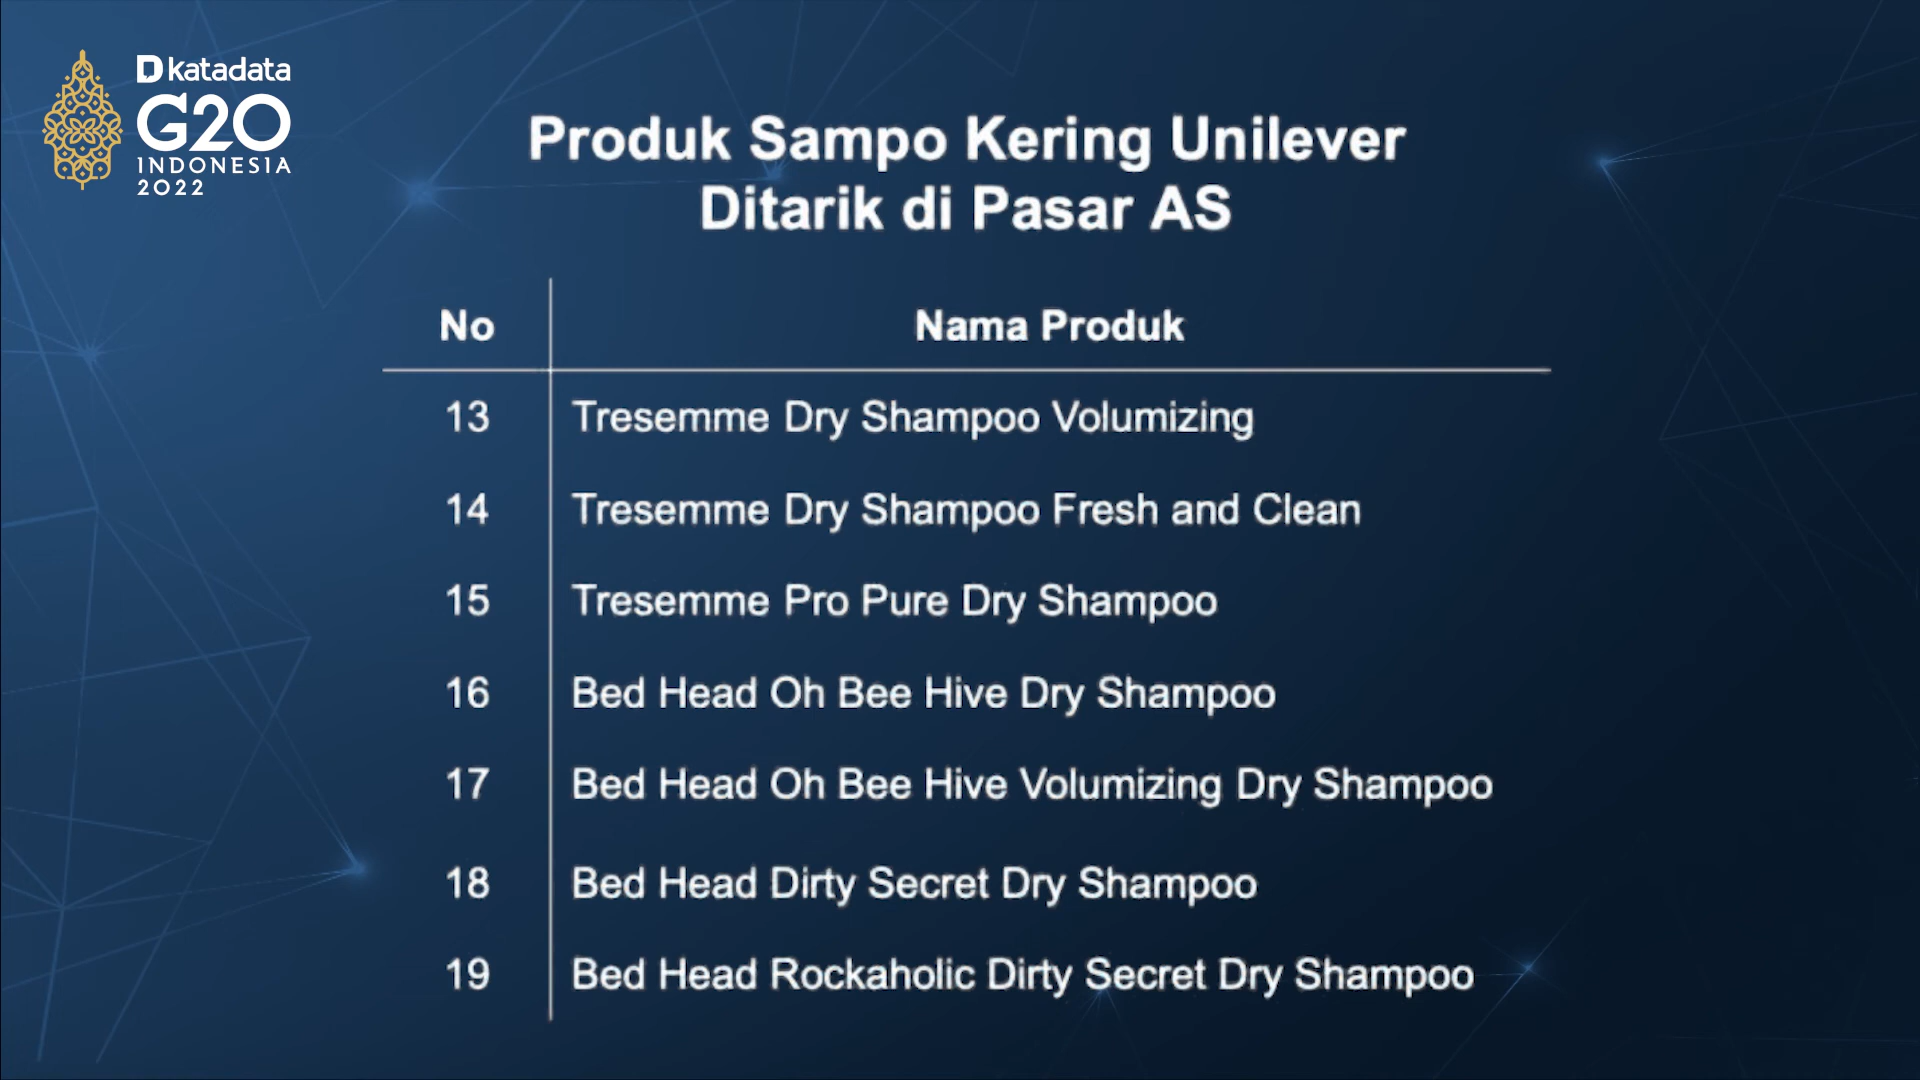 katadata
G20
INDONESIA
2022
Produk Sampo Kering Unilever
Ditarik di Pasar AS
No Nama Produk
13 Tresemme Dry Shampoo Volumizing
14 Tresemme Dry Shampoo Fresh and Clean
15 Tresemme Pro Pure Dry Shampoo
16 Bed Head Oh Bee Hive Dry Shampoo
17 Bed Head Oh Bee Hive Volumizing Dry Shampoo
18 Bed Head Dirty Secret Dry Shampoo
19 Bed Head Rockaholic Dirty Secret Dry Shampoo